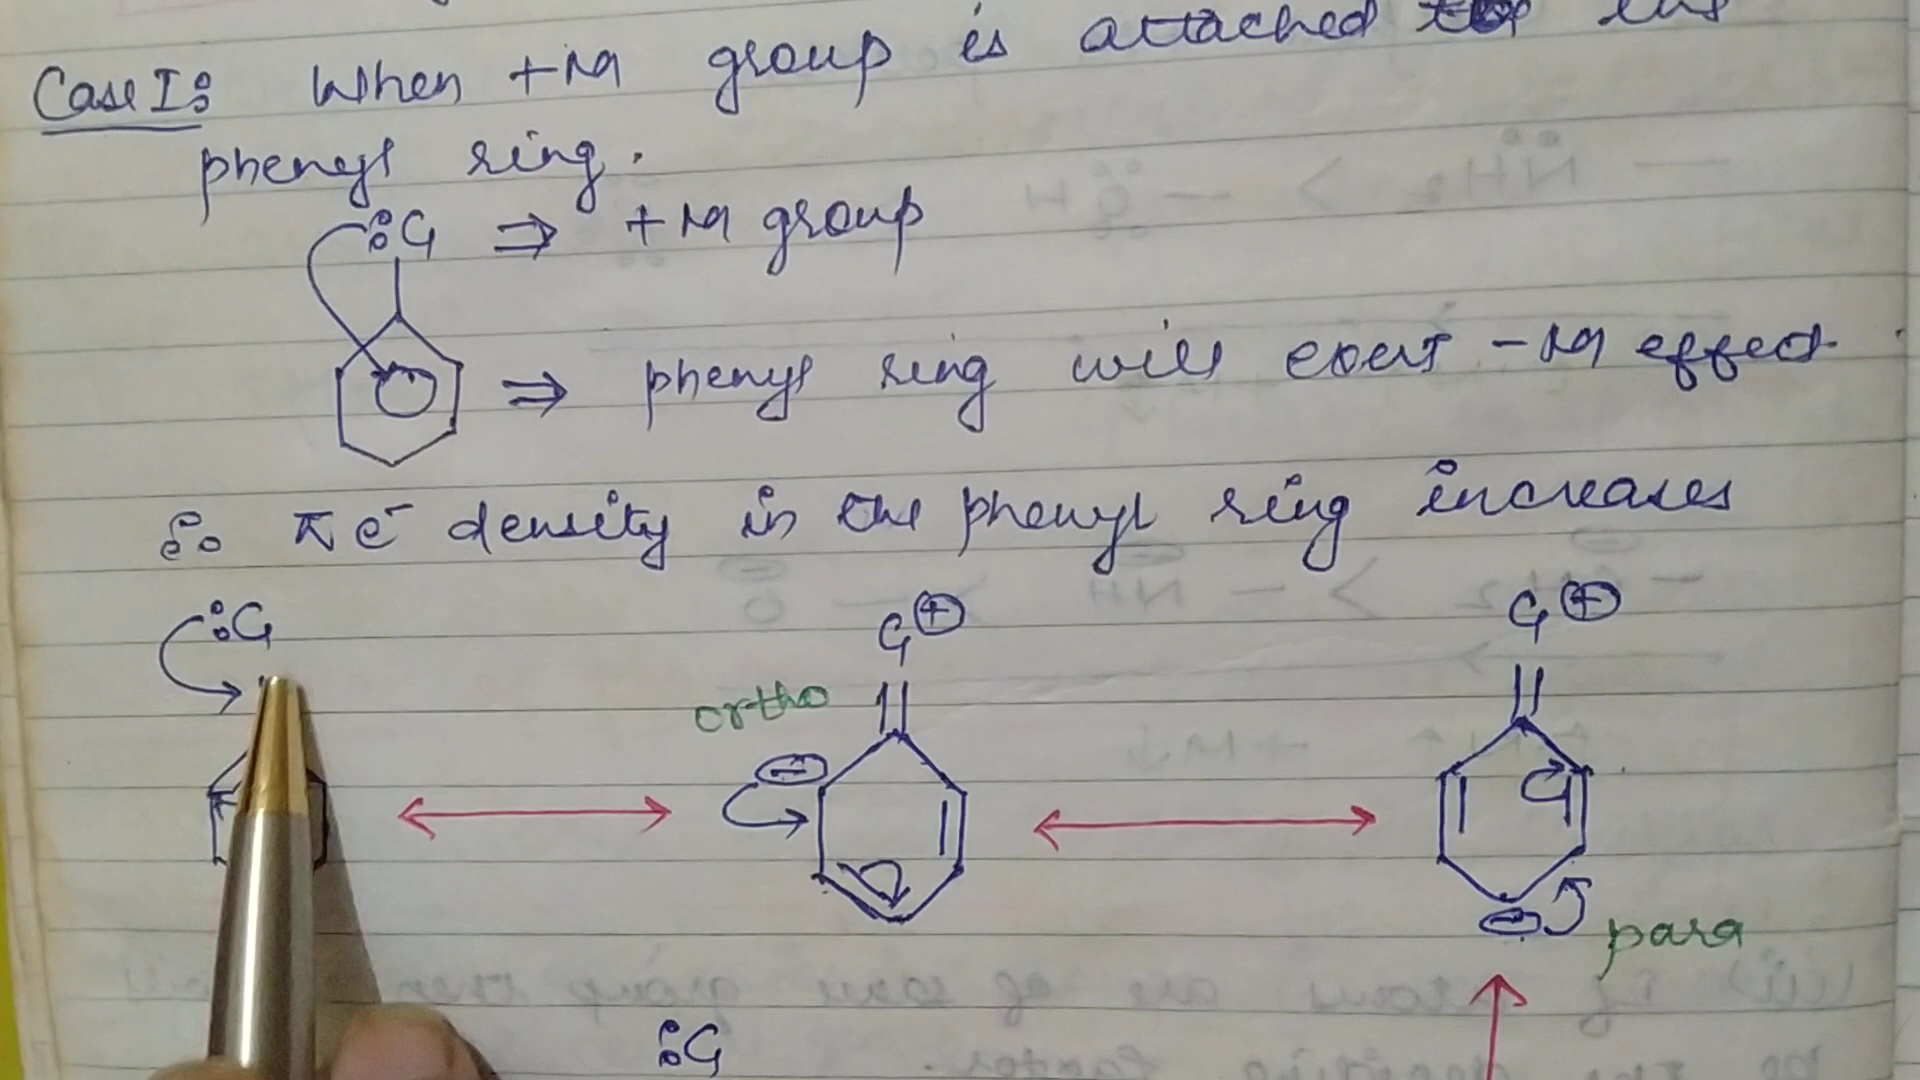 Case I: When +M group is attached to the
phenyl ring.
:G ⇒ +M group
⇒ phenyl ring will exert -M effect.
So π e⁻ density in the phenyl ring increases
:G
G⊕
G⊕
ortho
⊖
⊖
para
:G